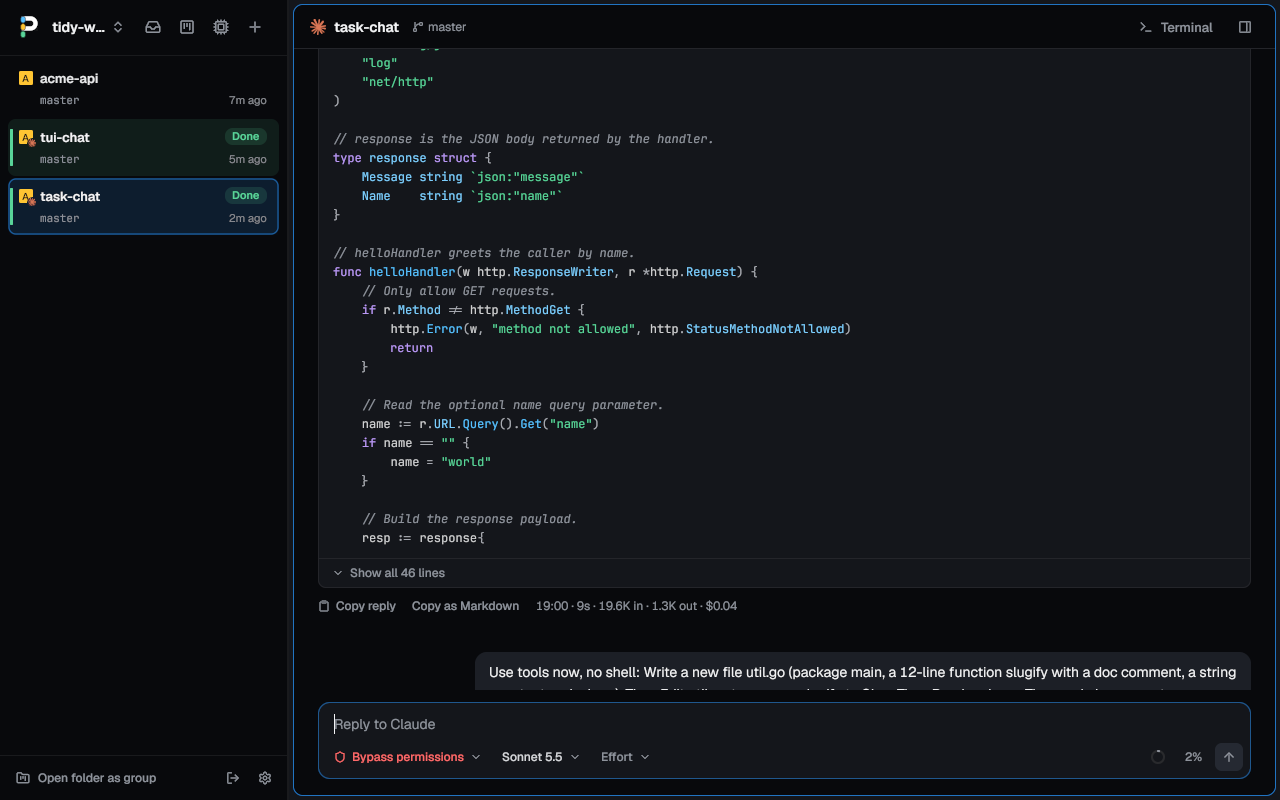 tidy-w...
A acme-api
master 7m ago
A tui-chat Done
master 5m ago
A task-chat Done
master 2m ago
Open folder as group
task-chat master Terminal
"log"
"net/http"
)
// response is the JSON body returned by the handler.
type response struct {
Message string `json:"message"`
Name string `json:"name"`
}
// helloHandler greets the caller by name.
func helloHandler(w http.ResponseWriter, r *http.Request) {
// Only allow GET requests.
if r.Method != http.MethodGet {
http.Error(w, "method not allowed", http.StatusMethodNotAllowed)
return
}
// Read the optional name query parameter.
name := r.URL.Query().Get("name")
if name == "" {
name = "world"
}
// Build the response payload.
resp := response{
Show all 46 lines
Copy reply Copy as Markdown 19:00 · 9s · 19.6K in · 1.3K out · $0.04
Use tools now, no shell: Write a new file util.go (package main, a 12-line function slugify with a doc comment, a string
Reply to Claude
Bypass permissions Sonnet 5.5 Effort 2%